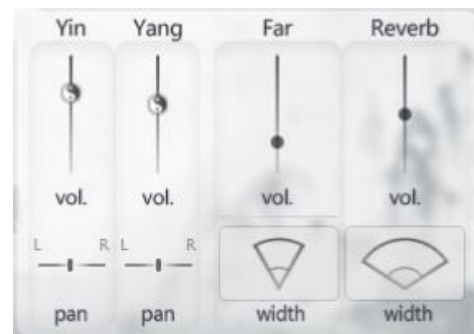 Yin Yang Far Reverb
vol. vol. vol. vol.
L R L R
pan pan width width